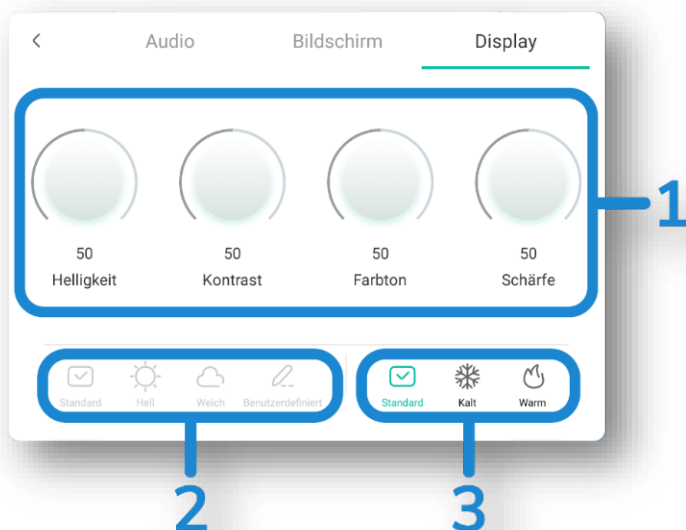 Audio Bildschirm Display
50 50 50 50
Helligkeit Kontrast Farbton Schärfe
1
Standard Hell Weich Benutzerdefiniert Standard Kalt Warm
2 3